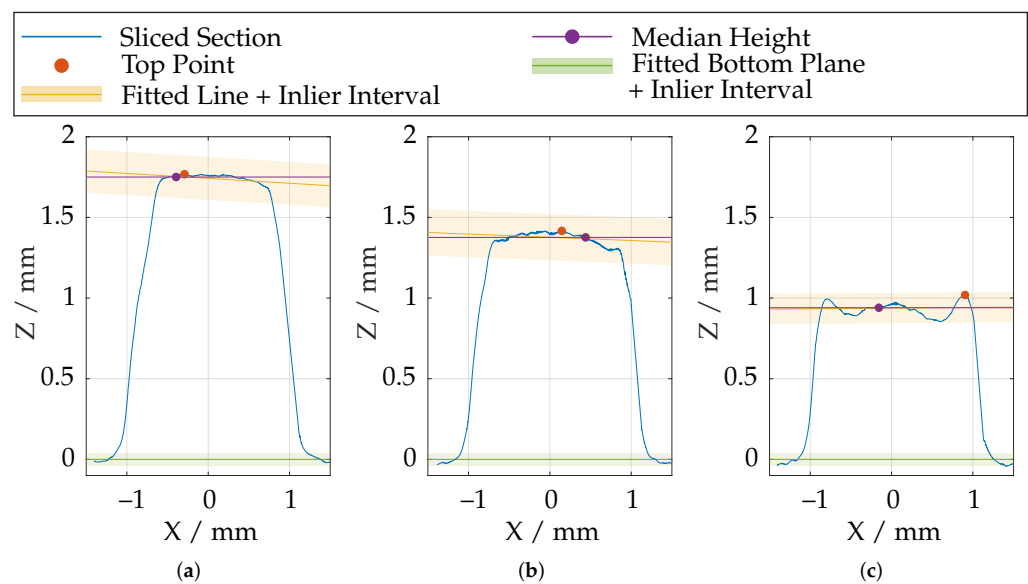 Sliced Section
Median Height
Top Point
Fitted Bottom Plane
+ Inlier Interval
Fitted Line + Inlier Interval
2
1.5
1
0.5
0
Z / mm
−1 0 1
X / mm
(a)
2
1.5
1
0.5
0
Z / mm
−1 0 1
X / mm
(b)
2
1.5
1
0.5
0
Z / mm
−1 0 1
X / mm
(c)